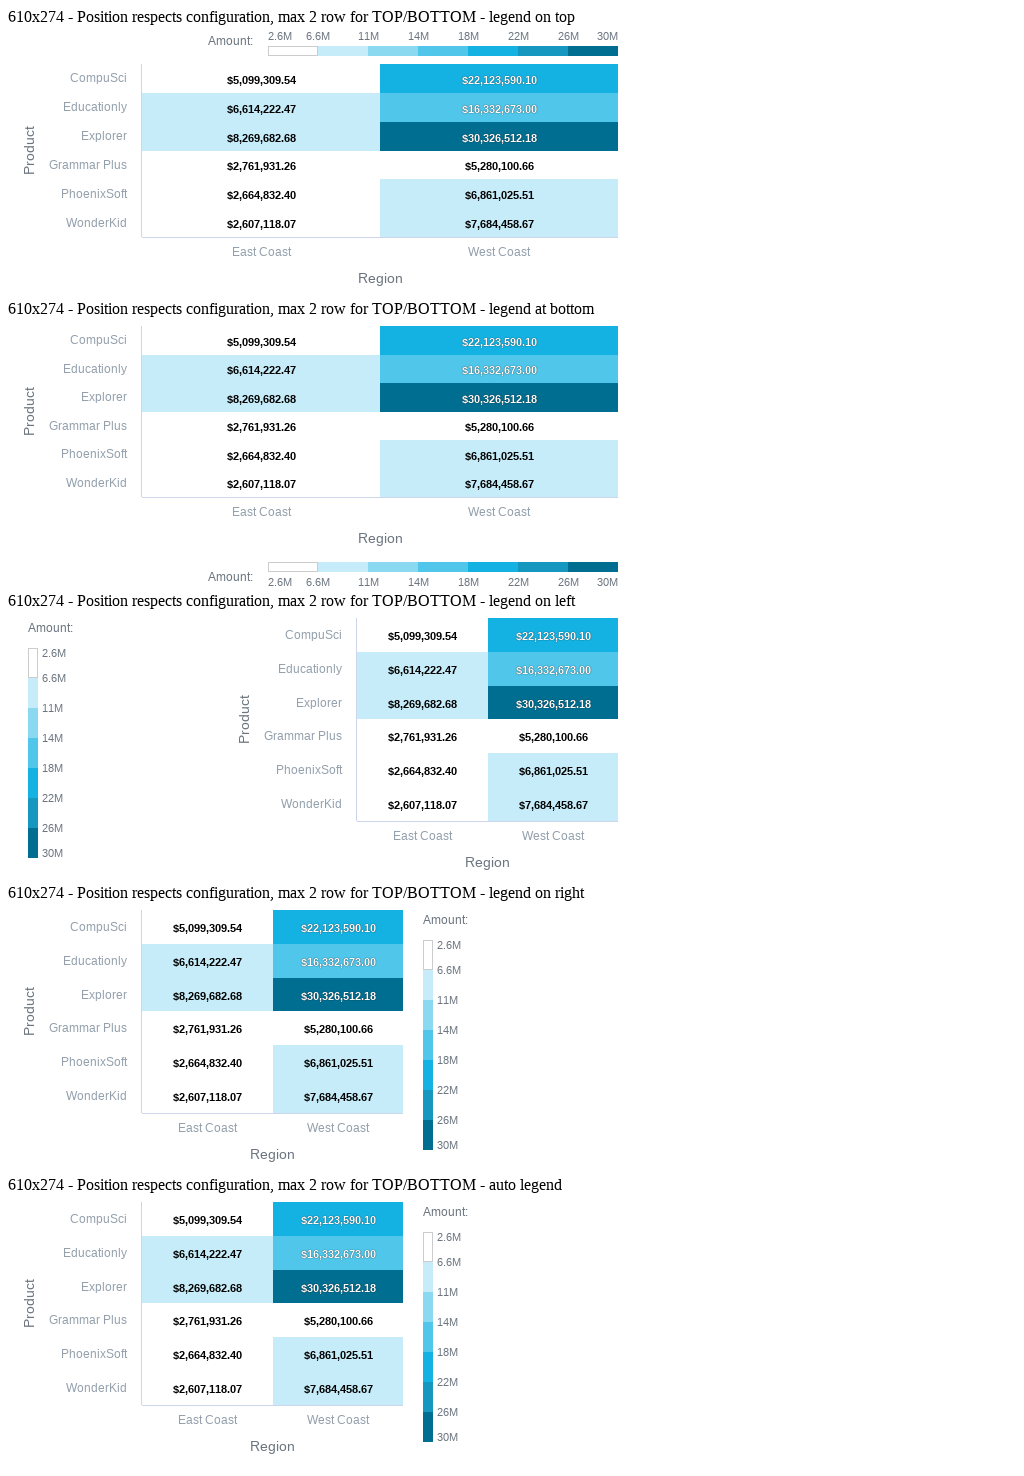 610x274 - Position respects configuration, max 2 row for TOP/BOTTOM - legend on top
Amount: 2.6M 6.6M 11M 14M 18M 22M 26M 30M
Product
CompuSci $5,099,309.54 $22,123,590.10
Educationly $6,614,222.47 $16,332,673.00
Explorer $8,269,682.68 $30,326,512.18
Grammar Plus $2,761,931.26 $5,280,100.66
PhoenixSoft $2,664,832.40 $6,861,025.51
WonderKid $2,607,118.07 $7,684,458.67
East Coast West Coast
Region
610x274 - Position respects configuration, max 2 row for TOP/BOTTOM - legend at bottom
Product
CompuSci $5,099,309.54 $22,123,590.10
Educationly $6,614,222.47 $16,332,673.00
Explorer $8,269,682.68 $30,326,512.18
Grammar Plus $2,761,931.26 $5,280,100.66
PhoenixSoft $2,664,832.40 $6,861,025.51
WonderKid $2,607,118.07 $7,684,458.67
East Coast West Coast
Region
Amount: 2.6M 6.6M 11M 14M 18M 22M 26M 30M
610x274 - Position respects configuration, max 2 row for TOP/BOTTOM - legend on left
Amount:
2.6M
6.6M
11M
14M
18M
22M
26M
30M
Product
CompuSci $5,099,309.54 $22,123,590.10
Educationly $6,614,222.47 $16,332,673.00
Explorer $8,269,682.68 $30,326,512.18
Grammar Plus $2,761,931.26 $5,280,100.66
PhoenixSoft $2,664,832.40 $6,861,025.51
WonderKid $2,607,118.07 $7,684,458.67
East Coast West Coast
Region
610x274 - Position respects configuration, max 2 row for TOP/BOTTOM - legend on right
Product
CompuSci $5,099,309.54 $22,123,590.10
Educationly $6,614,222.47 $16,332,673.00
Explorer $8,269,682.68 $30,326,512.18
Grammar Plus $2,761,931.26 $5,280,100.66
PhoenixSoft $2,664,832.40 $6,861,025.51
WonderKid $2,607,118.07 $7,684,458.67
East Coast West Coast
Region
Amount:
2.6M
6.6M
11M
14M
18M
22M
26M
30M
610x274 - Position respects configuration, max 2 row for TOP/BOTTOM - auto legend
Product
CompuSci $5,099,309.54 $22,123,590.10
Educationly $6,614,222.47 $16,332,673.00
Explorer $8,269,682.68 $30,326,512.18
Grammar Plus $2,761,931.26 $5,280,100.66
PhoenixSoft $2,664,832.40 $6,861,025.51
WonderKid $2,607,118.07 $7,684,458.67
East Coast West Coast
Region
Amount:
2.6M
6.6M
11M
14M
18M
22M
26M
30M